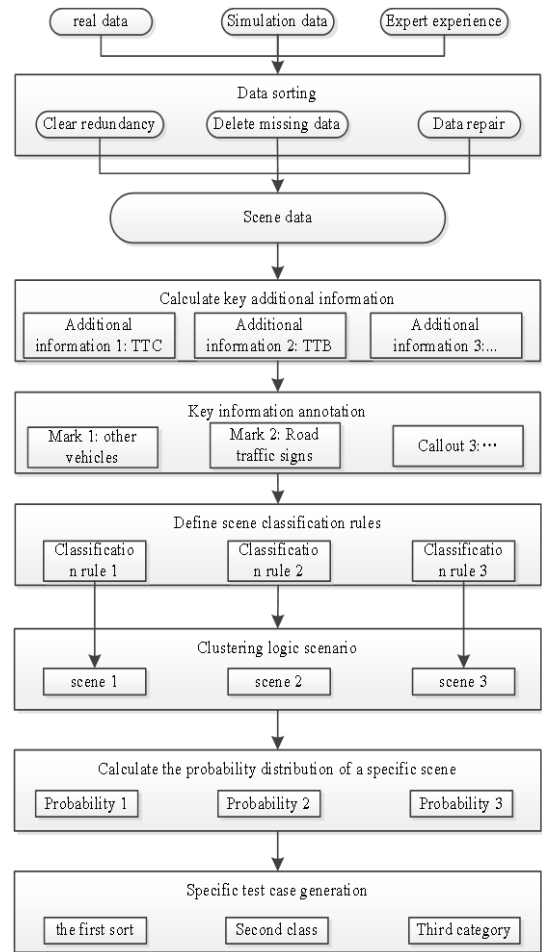 real data
Simulation data
Expert experience
Data sorting
Clear redundancy
Delete missing data
Data repair
Scene data
Calculate key additional information
Additional
information 1: TTC
Additional
information 2: TTB
Additional
information 3:...
Key information annotation
Mark 1: other
vehicles
Mark 2: Road
traffic signs
Callout 3:⋯
Define scene classification rules
Classificatio
n rule 1
Classificatio
n rule 2
Classificatio
n rule 3
Clustering logic scenario
scene 1
scene 2
scene 3
Calculate the probability distribution of a specific scene
Probability 1
Probability 2
Probability 3
Specific test case generation
the first sort
Second class
Third category